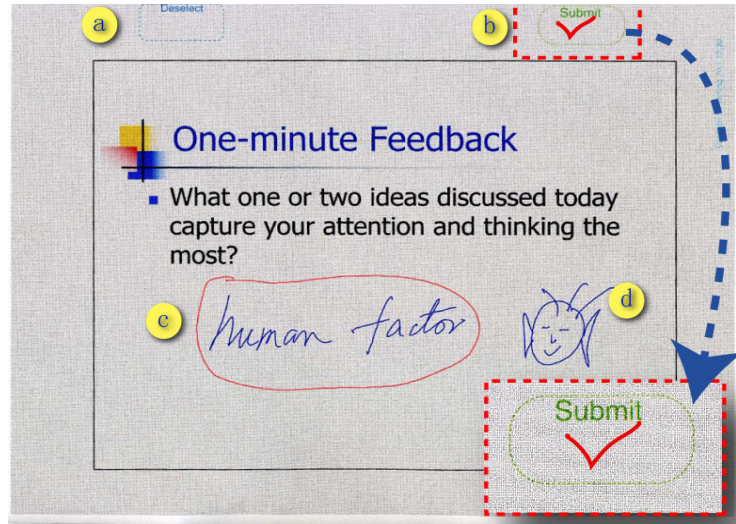 a
Deselect
b
Submit
One-minute Feedback
What one or two ideas discussed today
capture your attention and thinking the
most?
c
human factor
d
Submit